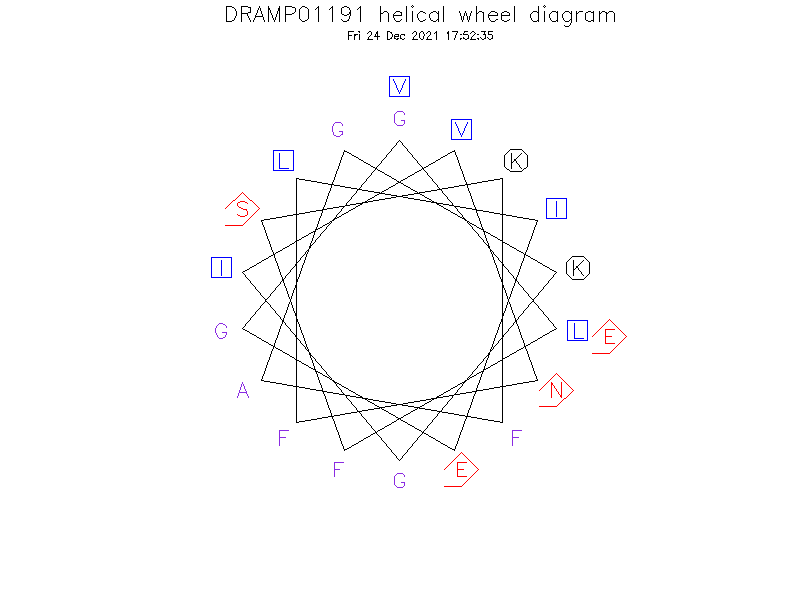 DRAMP01191 helical wheel diagram
Fri 24 Dec 2021 17:52:35
V
G G V
L K
S I
I K
G L E
A N
F F
F E
G